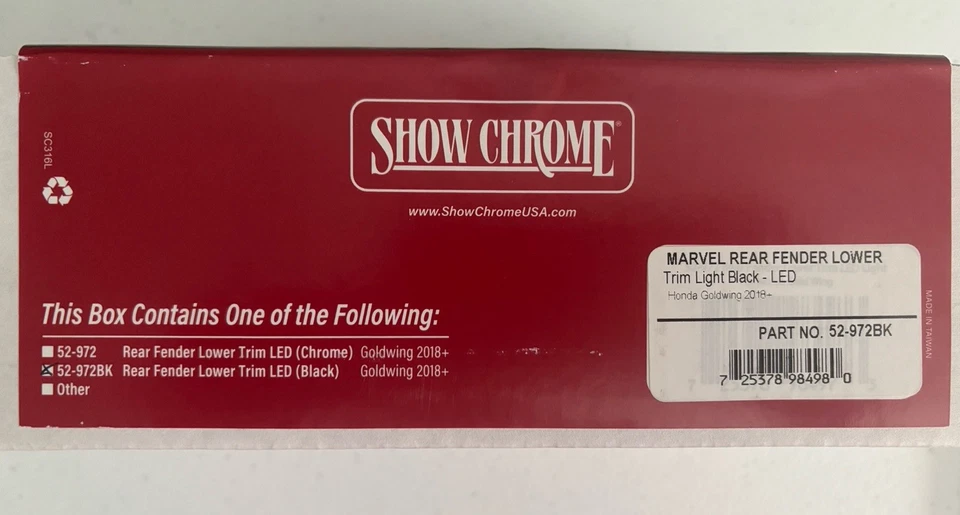 SC316L
SHOW CHROME®
www.ShowChromeUSA.com
MARVEL REAR FENDER LOWER
Trim Light Black - LED
Honda Goldwing 2018-
PART NO. 52-972BK
7 25378 98498 0
MADE IN TAIWAN
This Box Contains One of the Following:
52-972 Rear Fender Lower Trim LED (Chrome) Goldwing 2018+
52-972BK Rear Fender Lower Trim LED (Black) Goldwing 2018+
Other